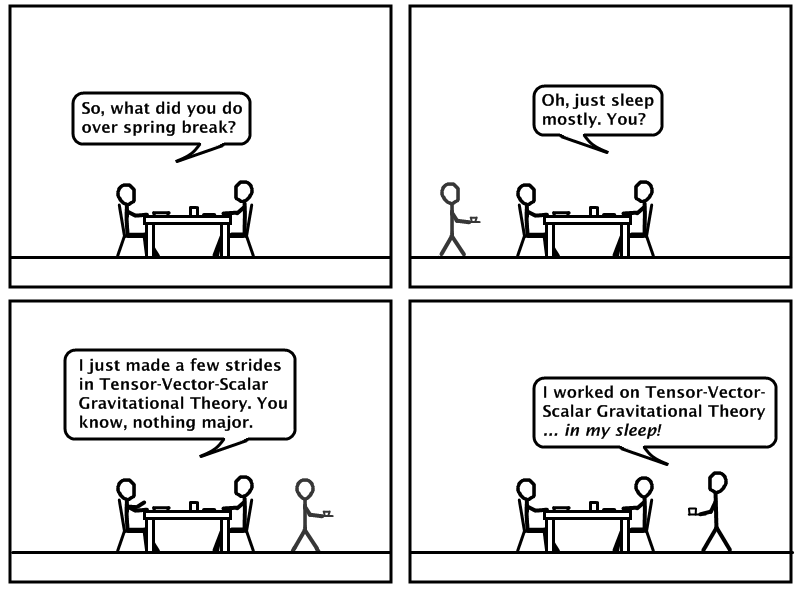 So, what did you do
over spring break?
Oh, just sleep
mostly. You?
I just made a few strides
in Tensor-Vector-Scalar
Gravitational Theory. You
know, nothing major.
I worked on Tensor-Vector-
Scalar Gravitational Theory
... in my sleep!